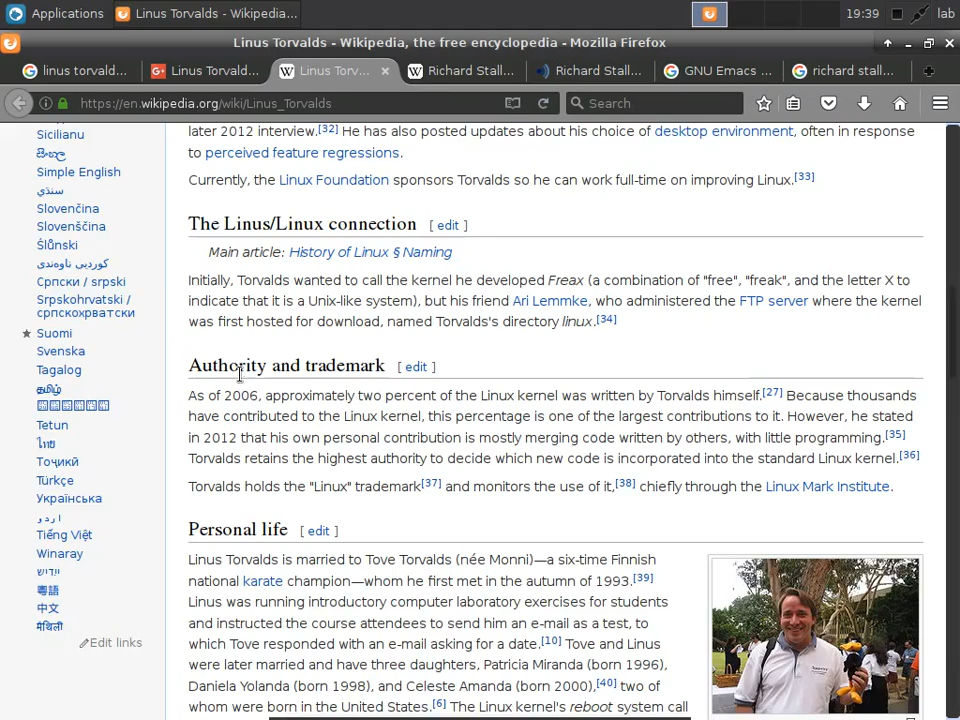 Applications
Linus Torvalds - Wikipedia...
19:39
lab
Linus Torvalds - Wikipedia, the free encyclopedia - Mozilla Firefox
linus torvald...
Linus Torvald...
Linus Torv...
Richard Stall...
Richard Stall...
GNU Emacs ...
richard stall...
https://en.wikipedia.org/wiki/Linus_Torvalds
Search
Sicilianu
සිංහල
Simple English
سنڌي
Slovenčina
Slovenščina
Ślůnski
کوردیی ناوەندی
Српски / srpski
Srpskohrvatski /
српскохрватски
Suomi
Svenska
Tagalog
தமிழ்
Tetun
ไทย
Тоҷикӣ
Türkçe
Українська
اردو
Tiếng Việt
Winaray
ייִדיש
粵語
中文
मैथिली
Edit links
later 2012 interview.[32] He has also posted updates about his choice of desktop environment, often in response
to perceived feature regressions.
Currently, the Linux Foundation sponsors Torvalds so he can work full-time on improving Linux.[33]
The Linus/Linux connection [ edit ]
Main article: History of Linux § Naming
Initially, Torvalds wanted to call the kernel he developed Freax (a combination of "free", "freak", and the letter X to
indicate that it is a Unix-like system), but his friend Ari Lemmke, who administered the FTP server where the kernel
was first hosted for download, named Torvalds's directory linux.[34]
Authority and trademark [ edit ]
As of 2006, approximately two percent of the Linux kernel was written by Torvalds himself.[27] Because thousands
have contributed to the Linux kernel, this percentage is one of the largest contributions to it. However, he stated
in 2012 that his own personal contribution is mostly merging code written by others, with little programming.[35]
Torvalds retains the highest authority to decide which new code is incorporated into the standard Linux kernel.[36]
Torvalds holds the "Linux" trademark[37] and monitors the use of it,[38] chiefly through the Linux Mark Institute.
Personal life [ edit ]
Linus Torvalds is married to Tove Torvalds (née Monni)—a six-time Finnish
national karate champion—whom he first met in the autumn of 1993.[39]
Linus was running introductory computer laboratory exercises for students
and instructed the course attendees to send him an e-mail as a test, to
which Tove responded with an e-mail asking for a date.[10] Tove and Linus
were later married and have three daughters, Patricia Miranda (born 1996),
Daniela Yolanda (born 1998), and Celeste Amanda (born 2000),[40] two of
whom were born in the United States.[6] The Linux kernel's reboot system call